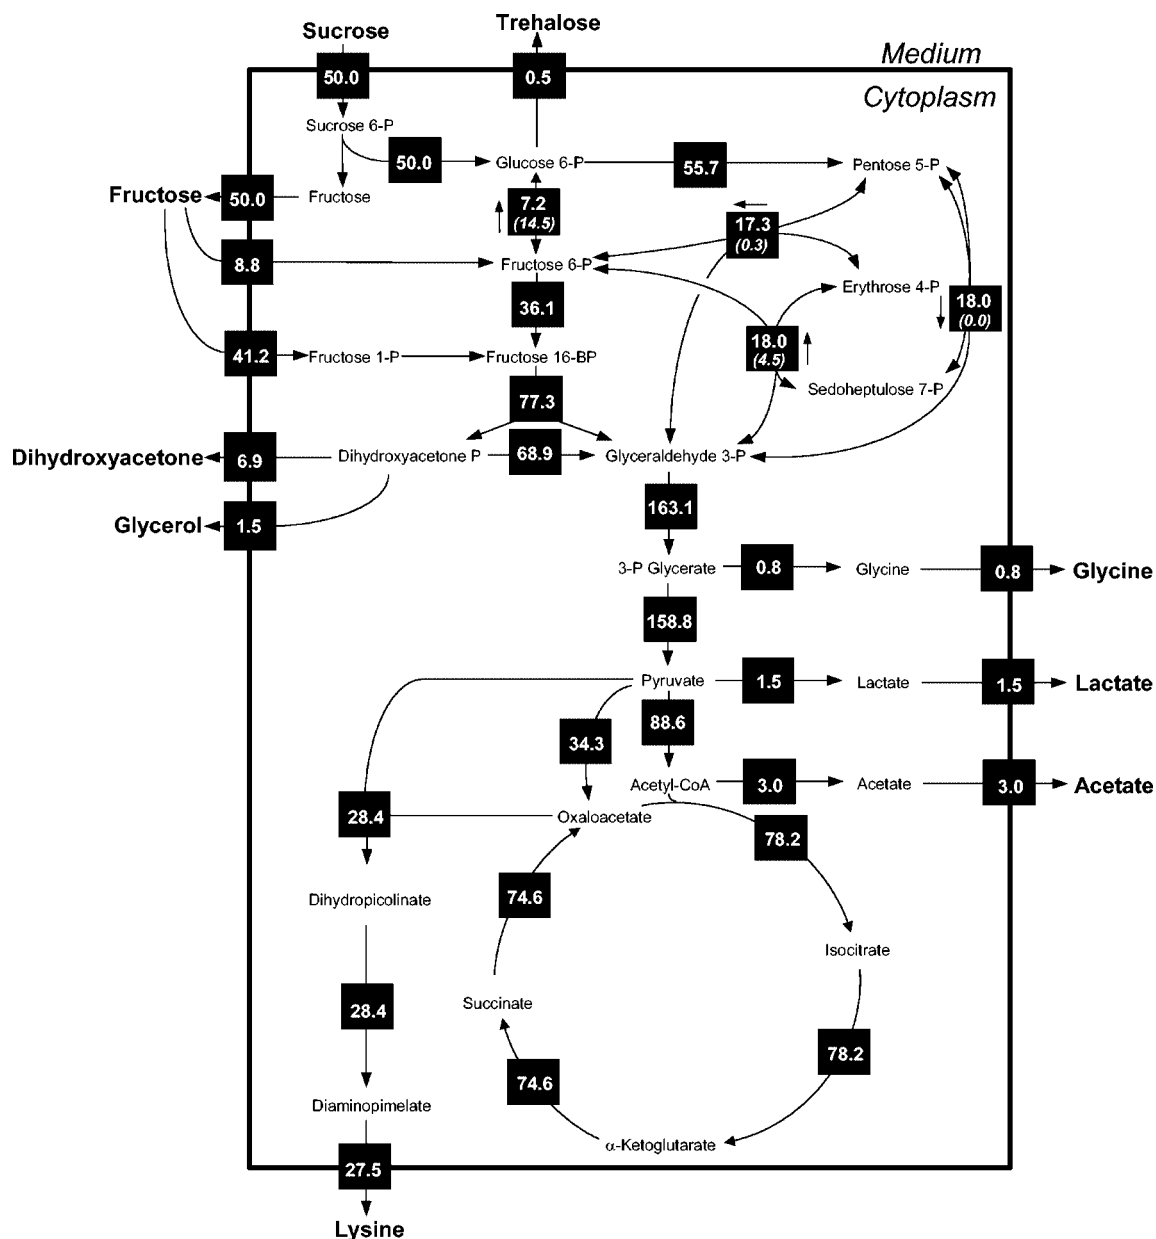 Trehalose
Sucrose
Medium
50.0
0.5
Cytoplasm
Sucrose 6-P
50.0
Glucose 6-P
55.7
Pentose 5-P
Fructose
50.0
Fructose
7.2
(14.5)
17.3
(0.3)
8.8
Fructose 6-P
Erythrose 4-P
18.0
(0.0)
36.1
18.0
(4.5)
41.2
Fructose 1-P
Fructose 16-BP
Sedoheptulose 7-P
77.3
Dihydroxyacetone
6.9
Dihydroxyacetone P
68.9
Glyceraldehyde 3-P
Glycerol
1.5
163.1
3-P Glycerate
0.8
Glycine
0.8
Glycine
158.8
Pyruvate
1.5
Lactate
1.5
Lactate
34.3
88.6
Acetyl-CoA
3.0
Acetate
3.0
Acetate
28.4
Oxaloacetate
78.2
74.6
Dihydropicolinate
Isocitrate
Succinate
28.4
78.2
74.6
Diaminopimelate
α-Ketoglutarate
27.5
Lysine